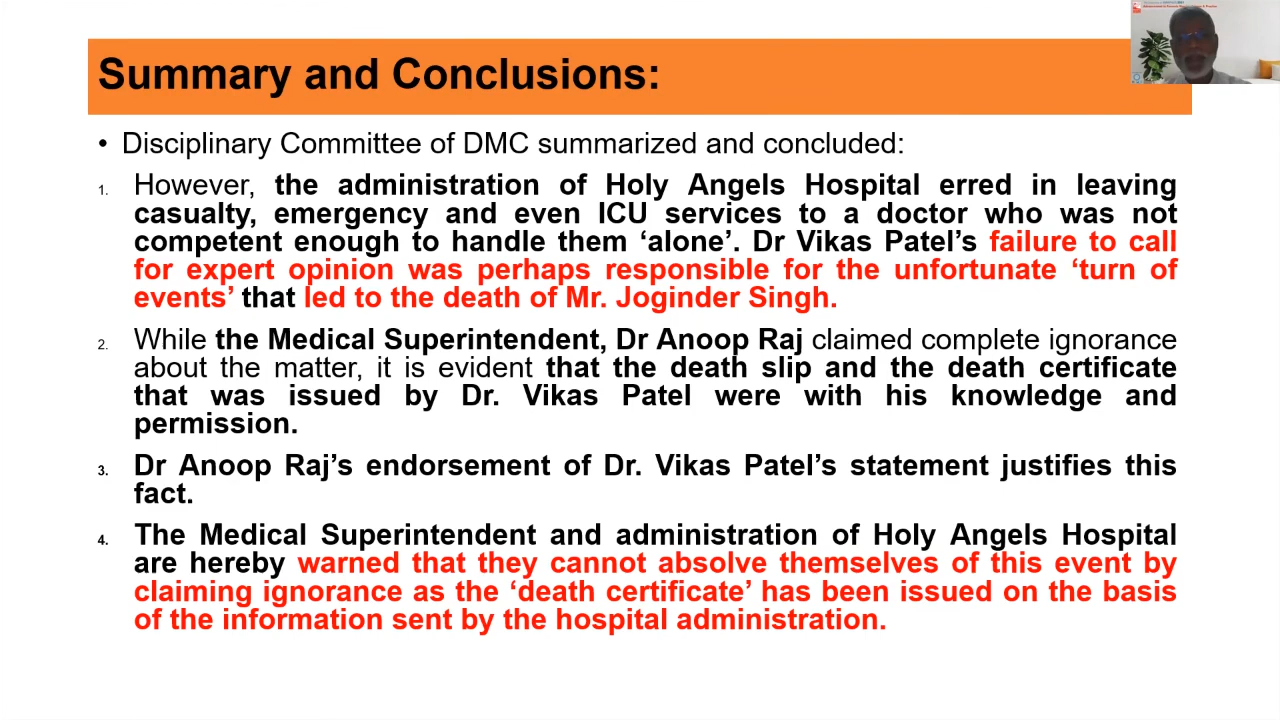 Summary and Conclusions:
• Disciplinary Committee of DMC summarized and concluded:
1. However, the administration of Holy Angels Hospital erred in leaving
casualty, emergency and even ICU services to a doctor who was not
competent enough to handle them ‘alone’. Dr Vikas Patel’s failure to call
for expert opinion was perhaps responsible for the unfortunate ‘turn of
events’ that led to the death of Mr. Joginder Singh.
2. While the Medical Superintendent, Dr Anoop Raj claimed complete ignorance
about the matter, it is evident that the death slip and the death certificate
that was issued by Dr. Vikas Patel were with his knowledge and
permission.
3. Dr Anoop Raj’s endorsement of Dr. Vikas Patel’s statement justifies this
fact.
4. The Medical Superintendent and administration of Holy Angels Hospital
are hereby warned that they cannot absolve themselves of this event by
claiming ignorance as the ‘death certificate’ has been issued on the basis
of the information sent by the hospital administration.